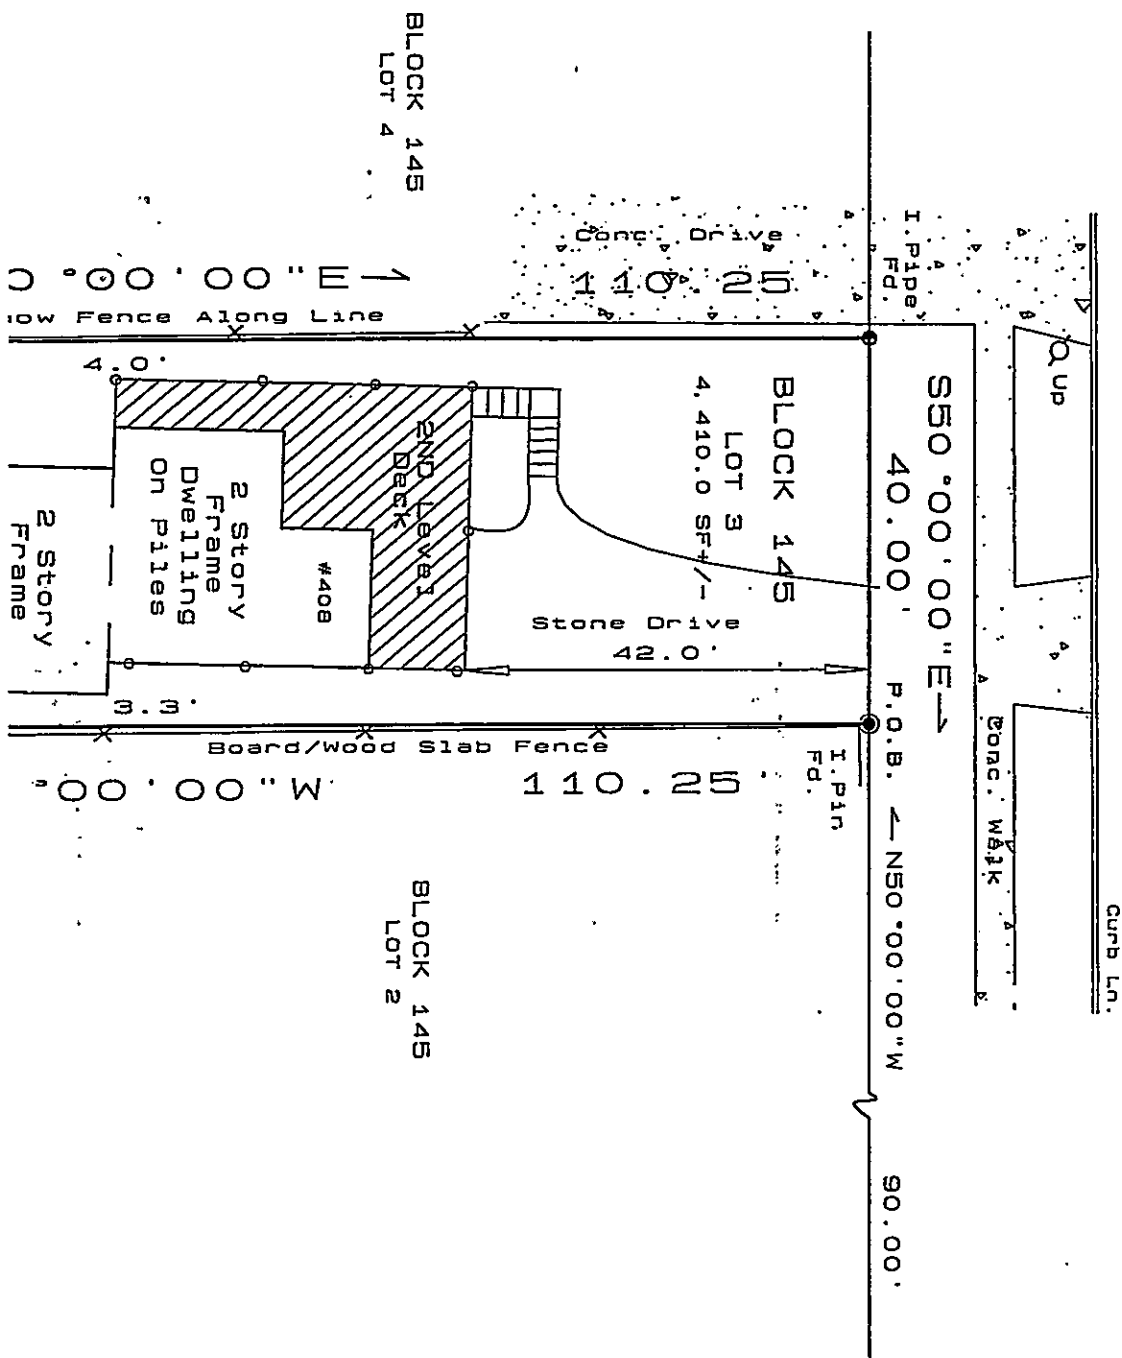 Curb Ln.
Up
Conc. Walk
S50°00'00"E
40.00'
P.O.B.
N50°00'00"W
90.00'
I.Pipe
Fd.
I.Pin
Fd.
Conc. Drive
110.25
BLOCK 145
LOT 4
BLOCK 145
LOT 3
4,410.0 SF+/-
Stone Drive
42.0'
2ND Level
Deck
#408
2 Story
Frame
Dwelling
On Piles
2 Story
Frame
4.0'
3.3'
0°00'00"E
Fence Along Line
Board/Wood Slab Fence
110.25'
°00'00"W
BLOCK 145
LOT 2